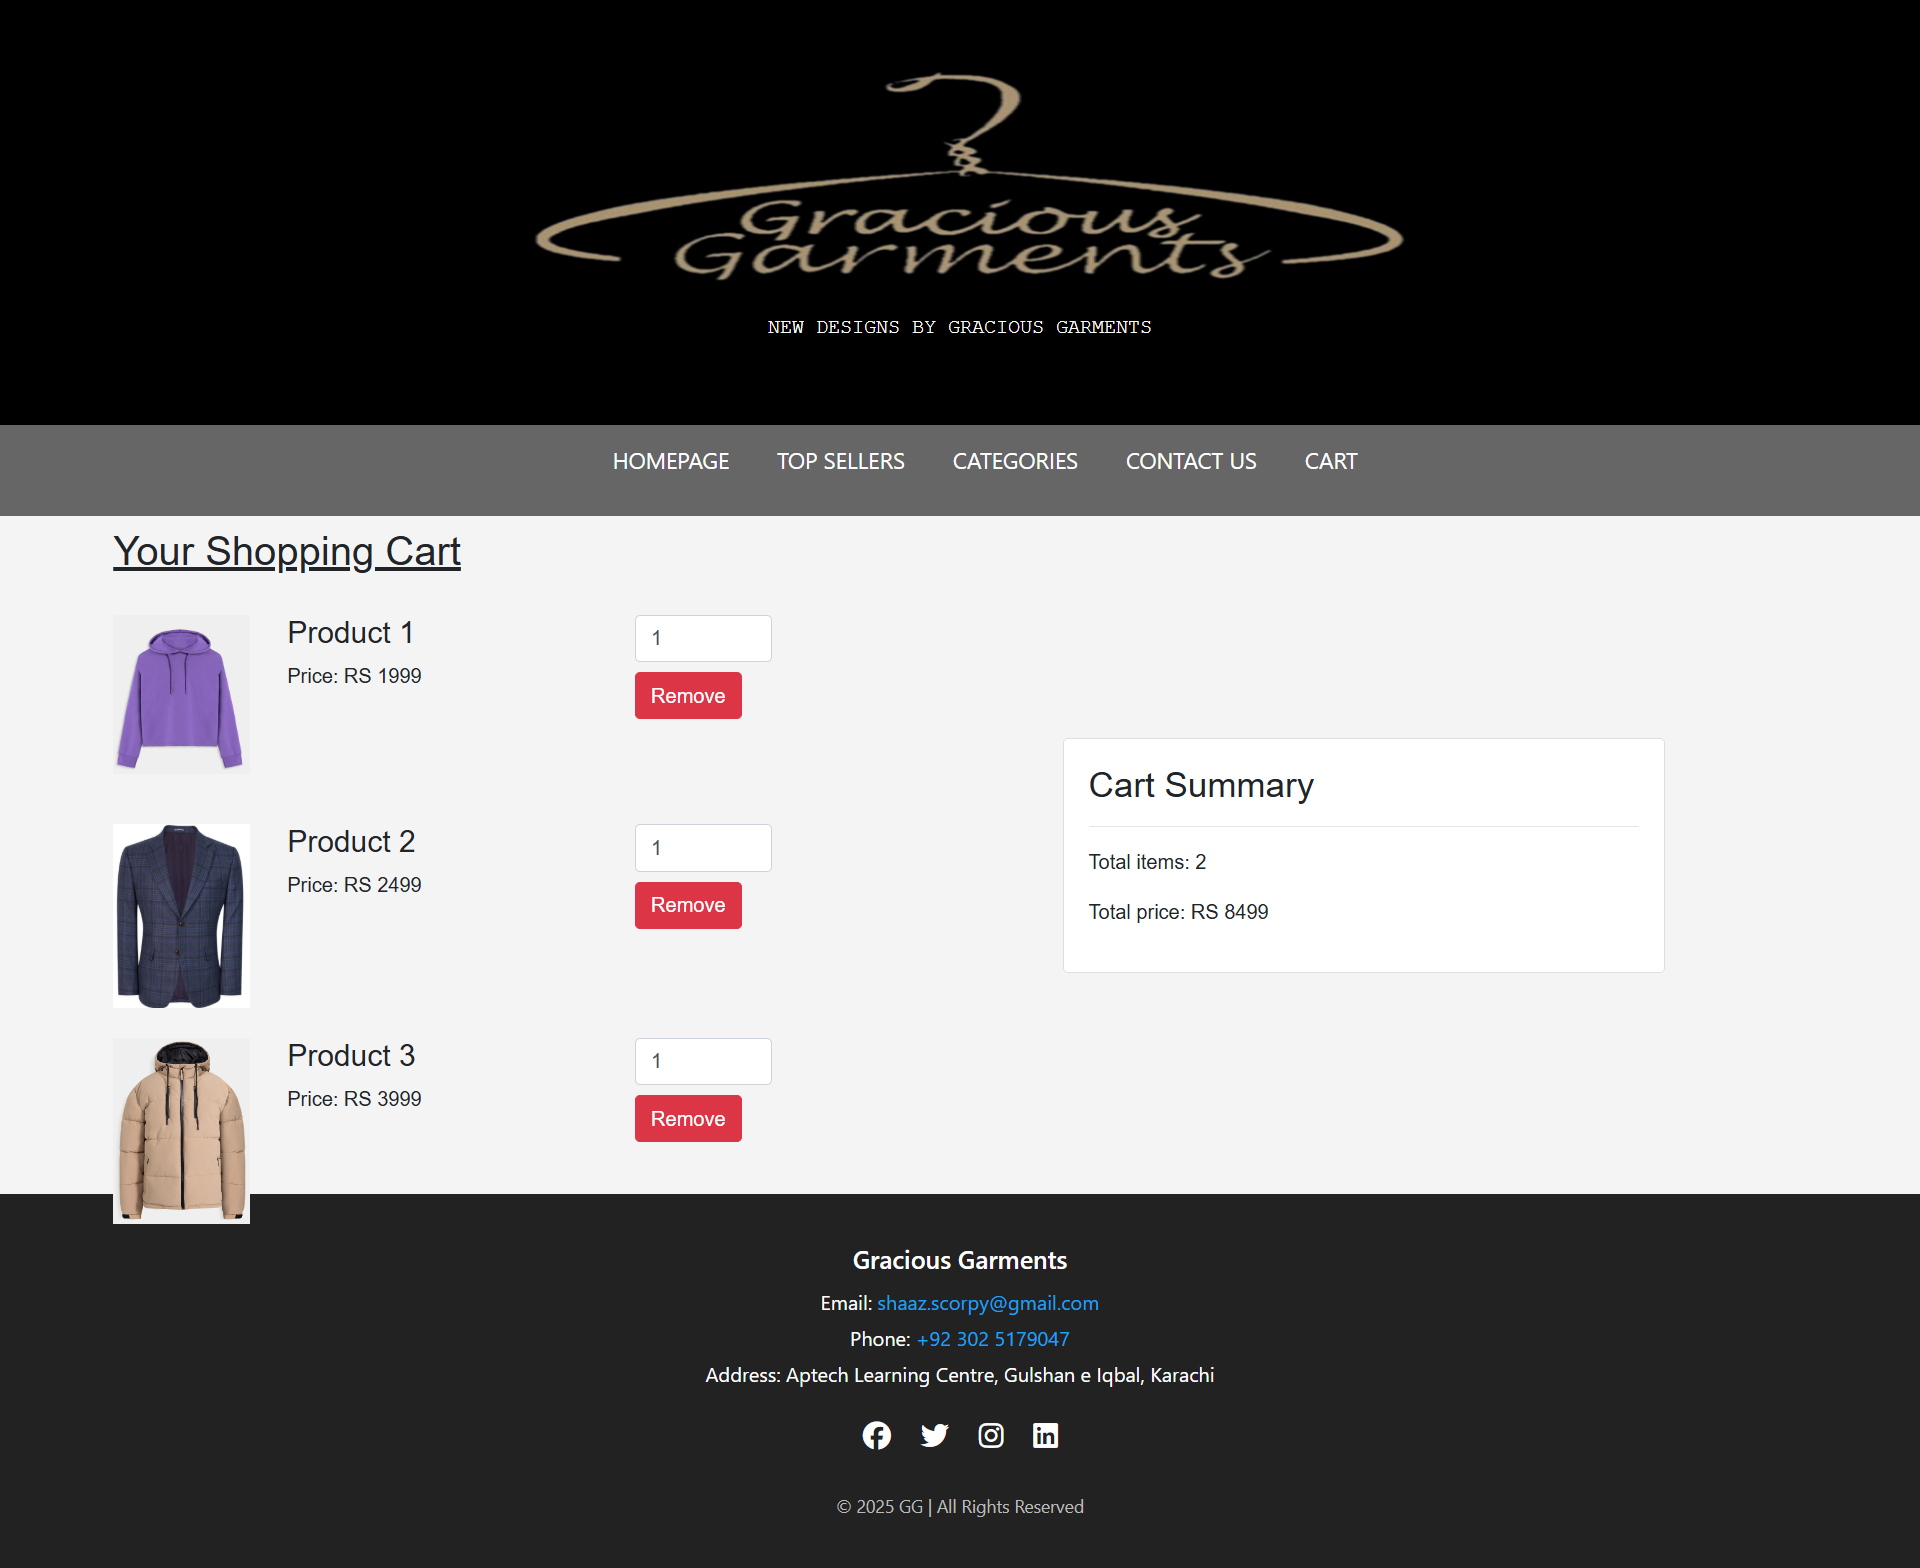 Gracious
Garments
NEW DESIGNS BY GRACIOUS GARMENTS
HOMEPAGE TOP SELLERS CATEGORIES CONTACT US CART
Your Shopping Cart
Product 1
Price: RS 1999
1
Remove
Product 2
Price: RS 2499
1
Remove
Product 3
Price: RS 3999
1
Remove
Cart Summary
Total items: 2
Total price: RS 8499
Gracious Garments
Email: shaaz.scorpy@gmail.com
Phone: +92 302 5179047
Address: Aptech Learning Centre, Gulshan e Iqbal, Karachi
© 2025 GG | All Rights Reserved